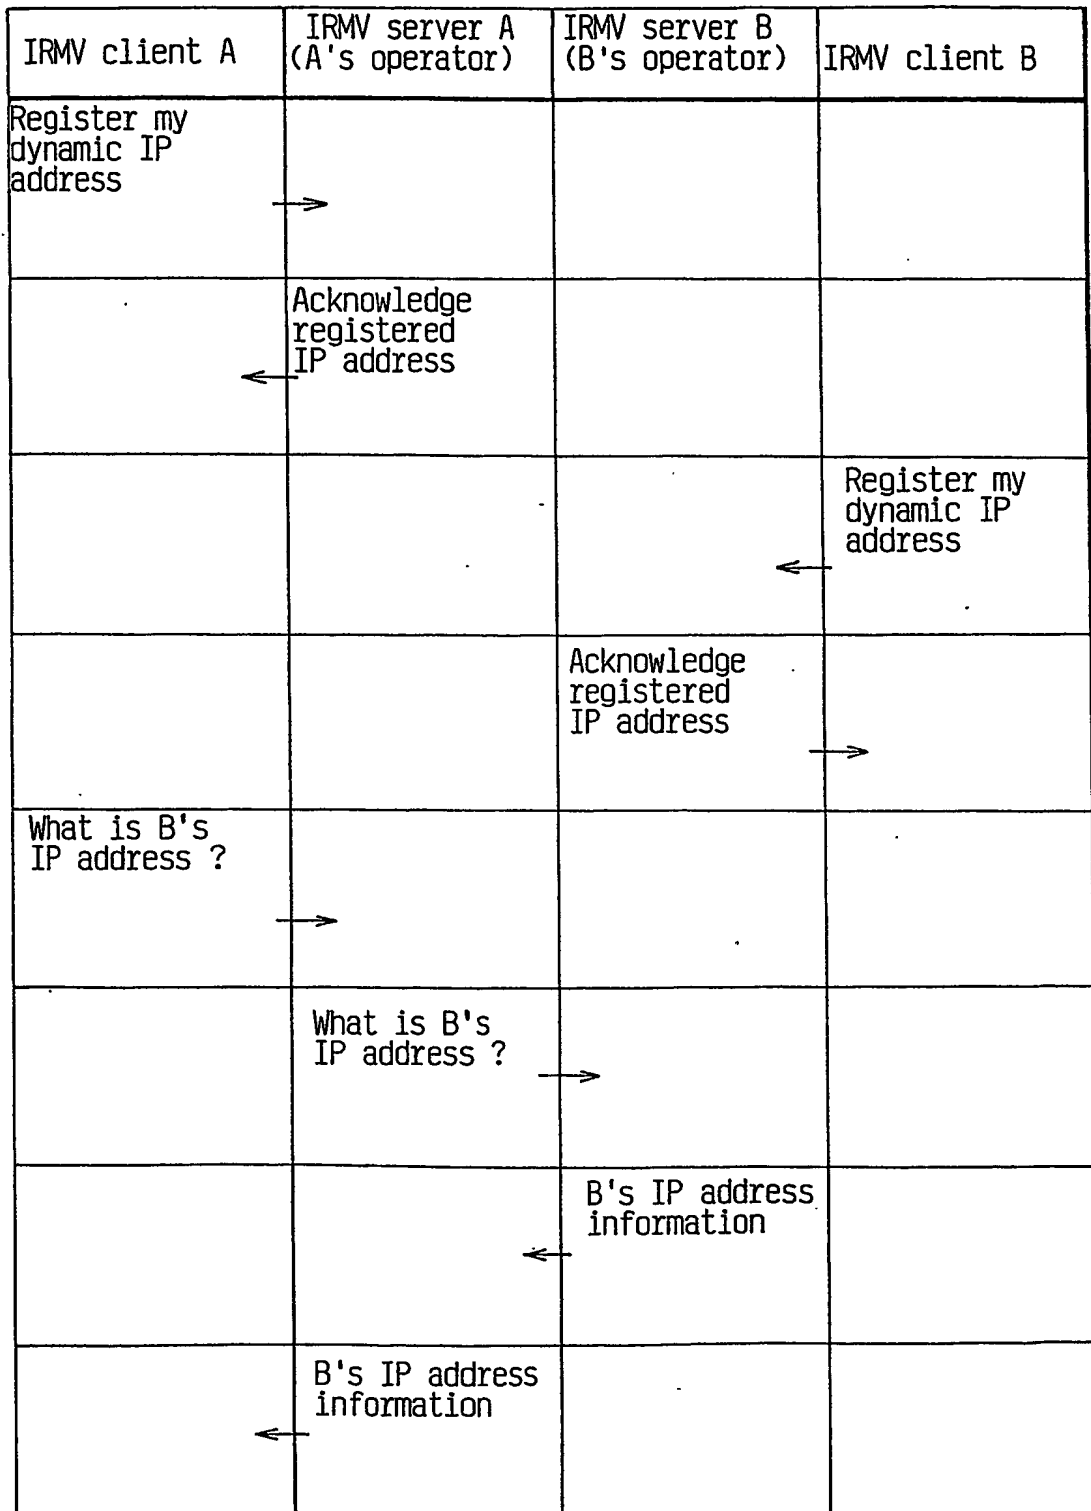 IRMV client A
IRMV server A
(A's operator)
IRMV server B
(B's operator)
IRMV client B
Register my
dynamic IP
address
Acknowledge
registered
IP address
Register my
dynamic IP
address
Acknowledge
registered
IP address
What is B's
IP address ?
What is B's
IP address ?
B's IP address
information
B's IP address
information